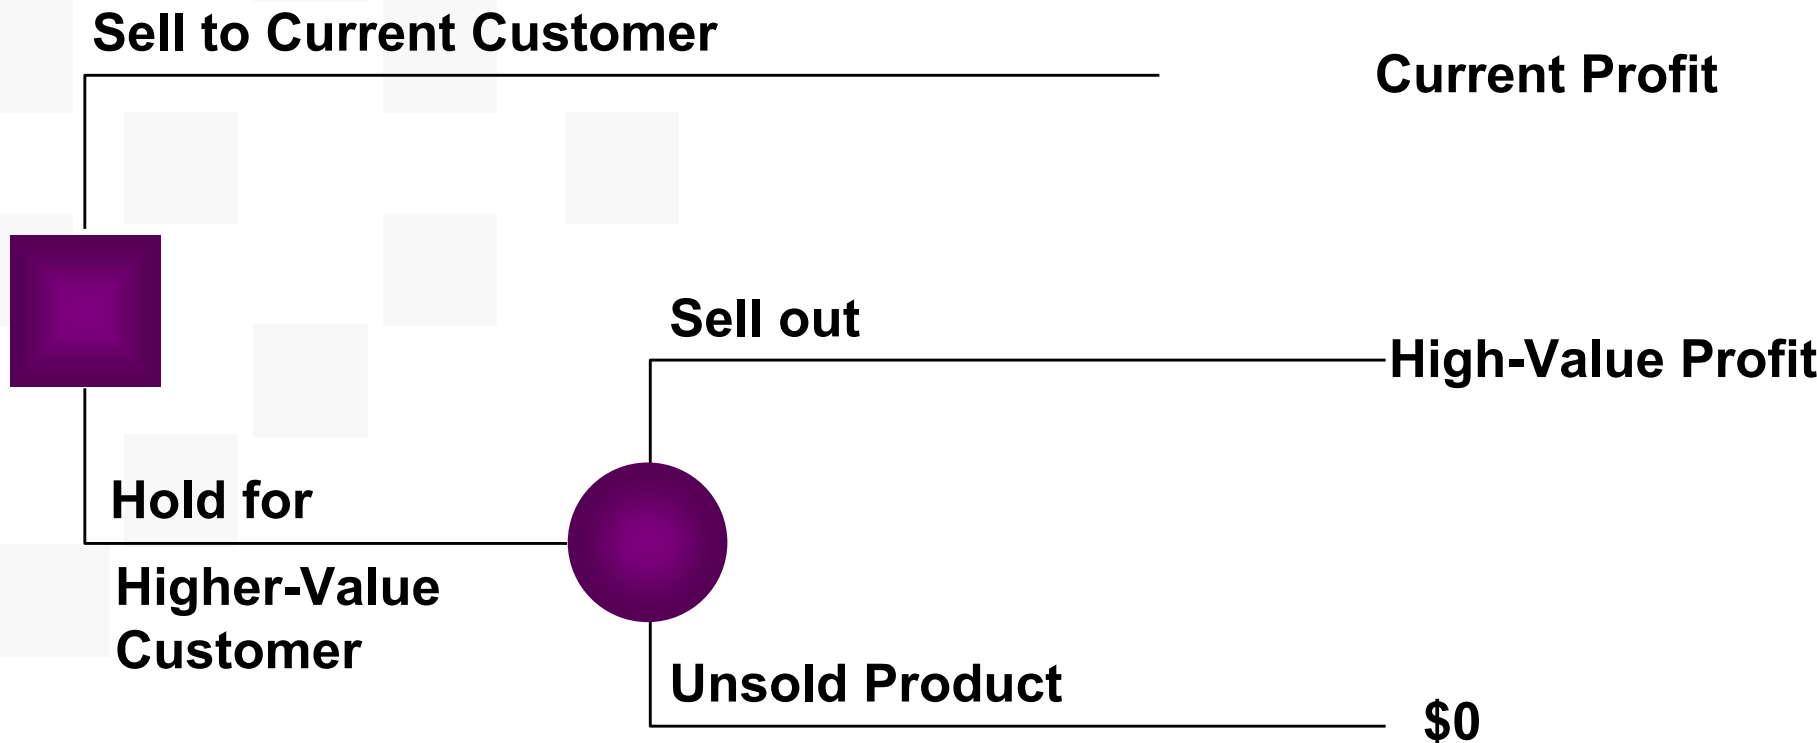 Sell to Current Customer
Current Profit
Sell out
High-Value Profit
Hold for
Higher-Value
Customer
Unsold Product
$0